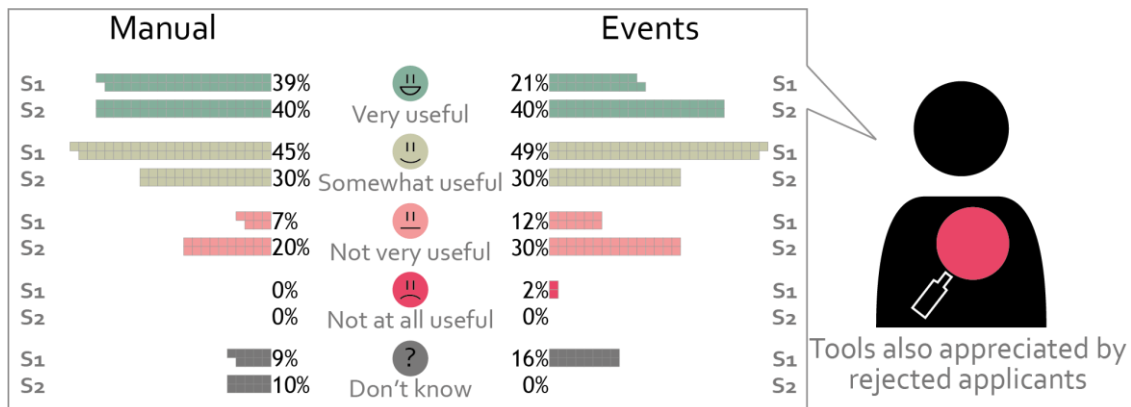 Manual Events
S1 39% 21% S1
S2 40% 40% S2
Very useful
S1 45% 49% S1
S2 30% 30% S2
Somewhat useful
S1 7% 12% S1
S2 20% 30% S2
Not very useful
S1 0% 2% S1
S2 0% 0% S2
Not at all useful
S1 9% ? 16% S1
S2 10% 0% S2
Don't know
Tools also appreciated by
rejected applicants